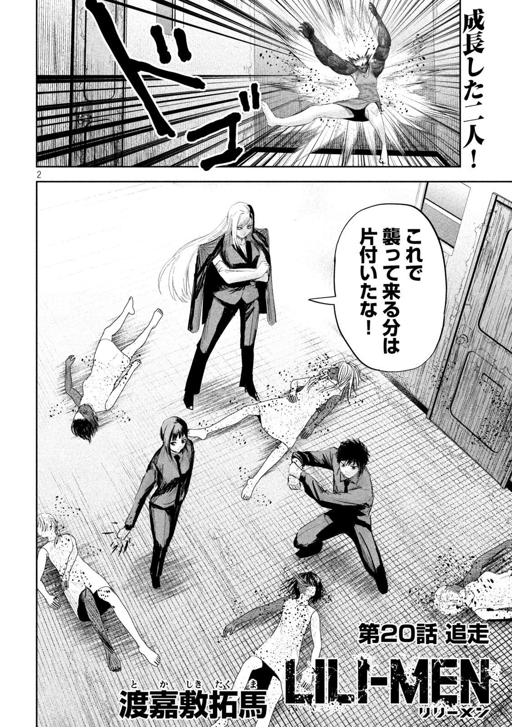 成長した二人！
ドゴ
2
これで
襲って来る分は
片付いたな！
第20話 追走
LILI-MEN
リリーメン
とかしきたくま
渡嘉敷拓馬